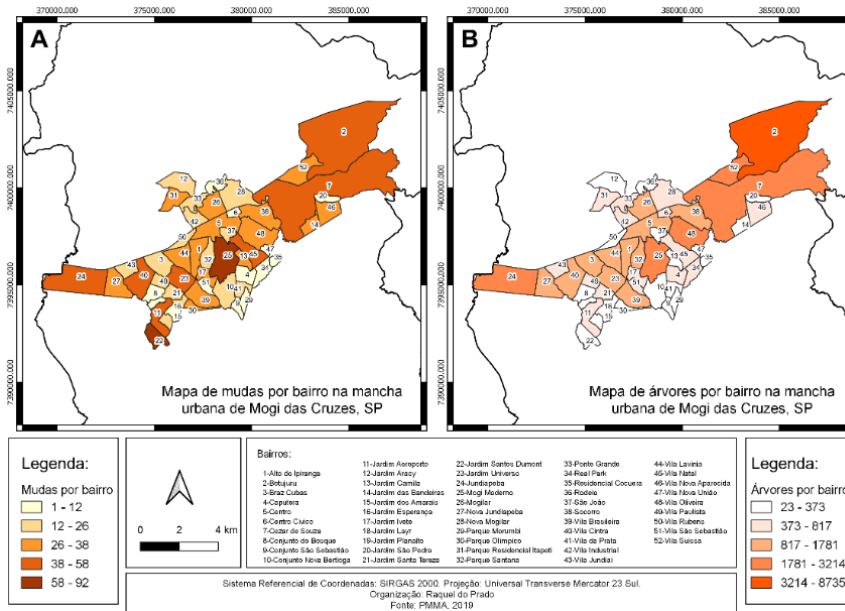 370000.000 375000.000 380000.000 385000.000
370000.000 375000.000 380000.000 385000.000
A
B
7405000.000
7400000.000
7395000.000
7390000.000
Mapa de mudas por bairro na mancha
urbana de Mogi das Cruzes, SP
Mapa de árvores por bairro na mancha
urbana de Mogi das Cruzes, SP
Legenda:
Mudas por bairro
1 - 12
12 - 26
26 - 38
38 - 58
58 - 92
0 2 4 km
Bairros:
1-Alto do Ipiranga
2-Botujuru
3-Braz Cubas
4-Caputera
5-Centro
6-Centro Cívico
7-Cezar de Souza
8-Conjunto do Bosque
9-Conjunto São Sebastião
10-Conjunto Nova Bertioga
11-Jardim Aeroporto
12-Jardim Aracy
13-Jardim Camila
14-Jardim das Bandeiras
15-Jardim dos Amarais
16-Jardim Esperança
17-Jardim Ivete
18-Jardim Layr
19-Jardim Planalto
20-Jardim São Pedro
21-Jardim Santa Tereza
22-Jardim Santos Dumont
23-Jardim Universo
24-Jundiapeba
25-Mogi Moderno
26-Mogilar
27-Nova Jundiapeba
28-Nova Mogilar
29-Parque Morumbi
30-Parque Olimpico
31-Parque Residencial Itapeti
32-Parque Santana
33-Ponte Grande
34-Real Park
35-Residencial Cocuera
36-Rodeio
37-São João
38-Socorro
39-Vila Brasileira
40-Vila Cintra
41-Vila da Prata
42-Vila Industrial
43-Vila Jundiai
44-Vila Lavinia
45-Vila Natal
46-Vila Nova Aparecida
47-Vila Nova União
48-Vila Oliveira
49-Vila Paulista
50-Vila Rubens
51-Vila São Sebastião
52-Vila Suissa
Legenda:
Árvores por bairro
23 - 373
373 - 817
817 - 1781
1781 - 3214
3214 - 8735
Sistema Referencial de Coordenadas: SIRGAS 2000. Projeção: Universal Transverse Mercator 23 Sul.
Organização: Raquel do Prado
Fonte: PMMA, 2019